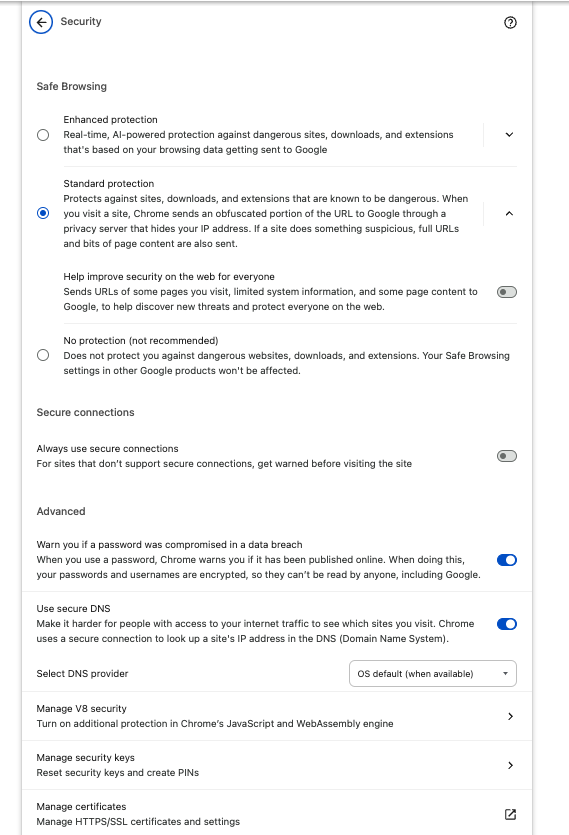 Security
Safe Browsing
Enhanced protection
Real-time, AI-powered protection against dangerous sites, downloads, and extensions
that's based on your browsing data getting sent to Google
Standard protection
Protects against sites, downloads, and extensions that are known to be dangerous. When
you visit a site, Chrome sends an obfuscated portion of the URL to Google through a
privacy server that hides your IP address. If a site does something suspicious, full URLs
and bits of page content are also sent.
Help improve security on the web for everyone
Sends URLs of some pages you visit, limited system information, and some page content to
Google, to help discover new threats and protect everyone on the web.
No protection (not recommended)
Does not protect you against dangerous websites, downloads, and extensions. Your Safe Browsing
settings in other Google products won't be affected.
Secure connections
Always use secure connections
For sites that don't support secure connections, get warned before visiting the site
Advanced
Warn you if a password was compromised in a data breach
When you use a password, Chrome warns you if it has been published online. When doing this,
your passwords and usernames are encrypted, so they can't be read by anyone, including Google.
Use secure DNS
Make it harder for people with access to your internet traffic to see which sites you visit. Chrome
uses a secure connection to look up a site's IP address in the DNS (Domain Name System).
Select DNS provider
OS default (when available)
Manage V8 security
Turn on additional protection in Chrome's JavaScript and WebAssembly engine
Manage security keys
Reset security keys and create PINs
Manage certificates
Manage HTTPS/SSL certificates and settings